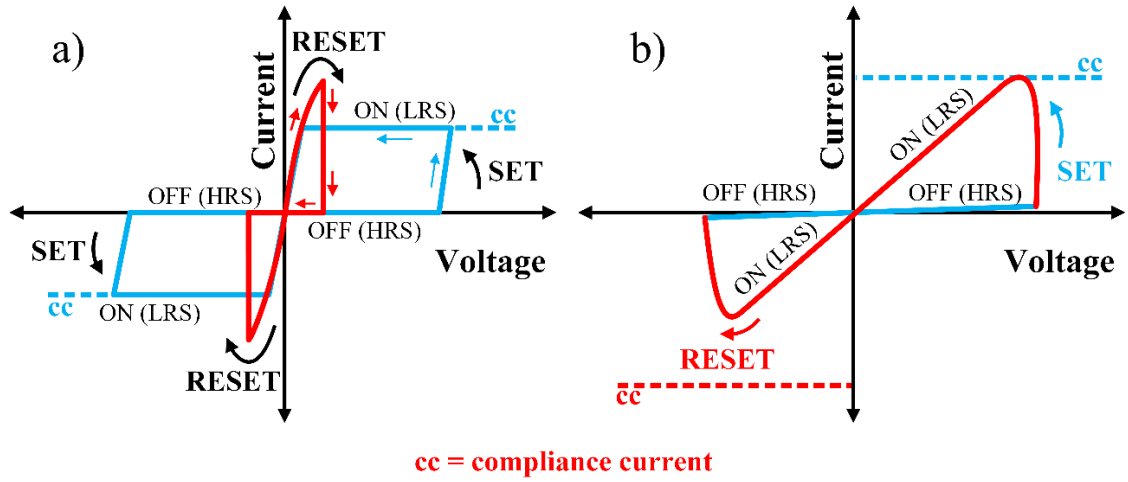 a)
RESET
Current
ON (LRS)
cc
SET
OFF (HRS)
OFF (HRS)
SET
Voltage
cc
ON (LRS)
RESET
b)
Current
cc
ON (LRS)
SET
OFF (HRS)
OFF (HRS)
Voltage
ON (LRS)
RESET
cc
cc = compliance current